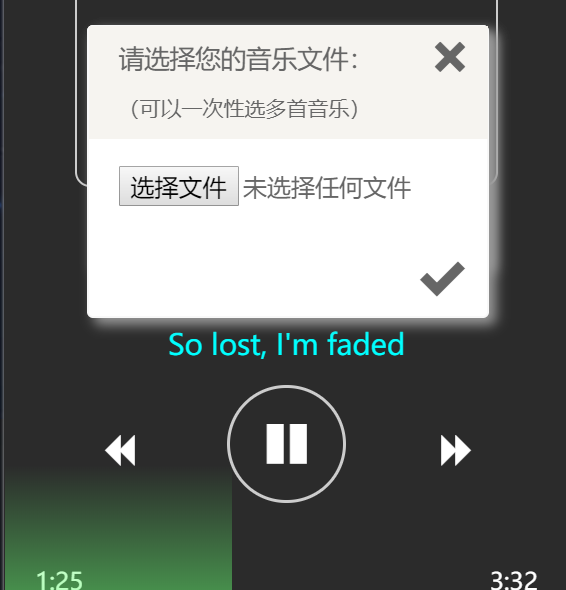 请选择您的音乐文件：
（可以一次性选多首音乐）
选择文件 未选择任何文件
So lost, I'm faded
1:25 3:32